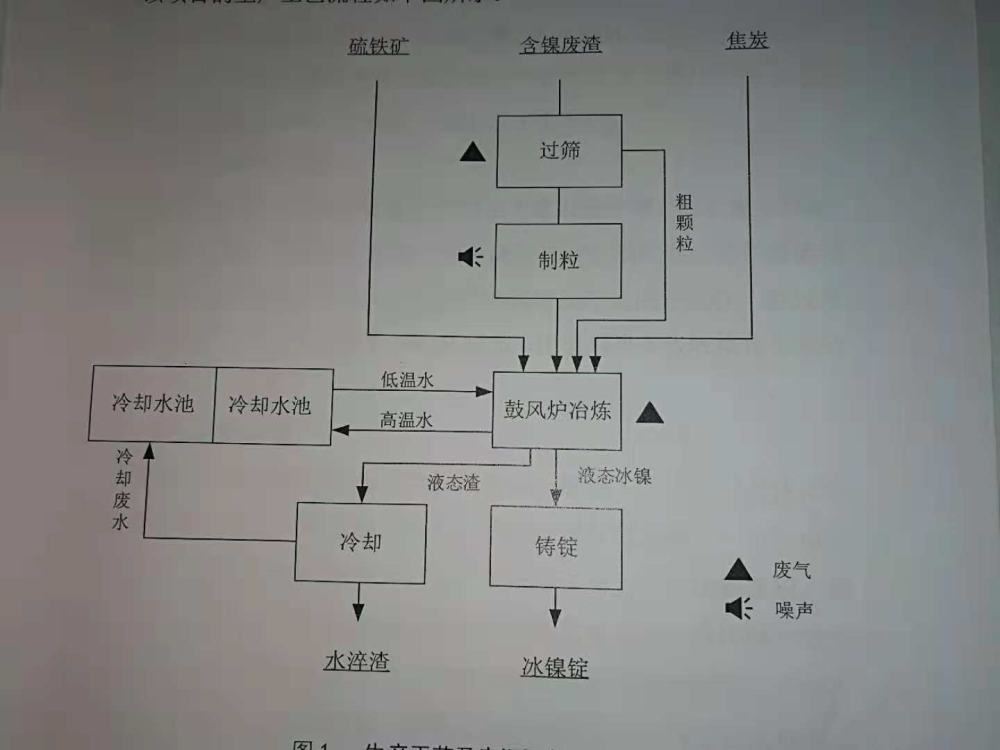 硫铁矿
含镍废渣
焦炭
过筛
粗颗粒
制粒
冷却水池
冷却水池
低温水
高温水
鼓风炉冶炼
冷却废水
液态渣
液态冰镍
冷却
铸锭
废气
噪声
水淬渣
冰镍锭
图1